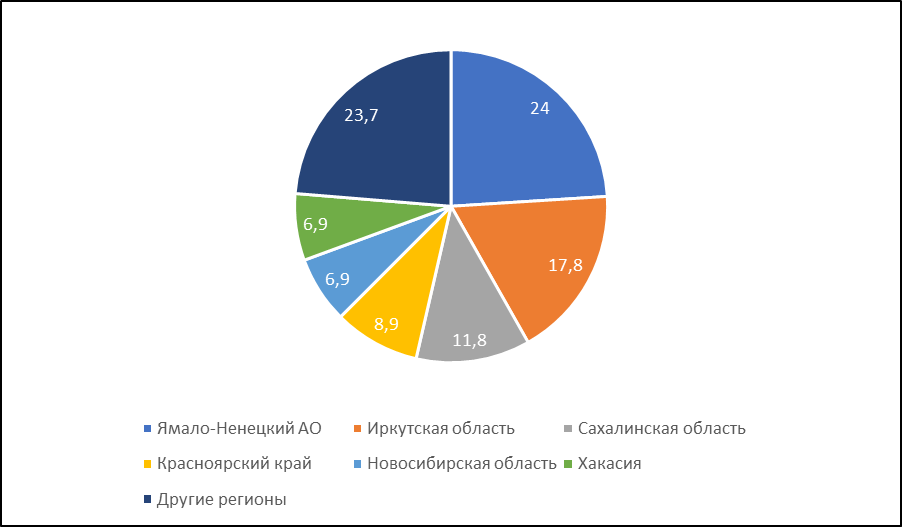 23,7
24
6,9
17,8
6,9
8,9
11,8
Ямало-Ненецкий АО
Иркутская область
Сахалинская область
Красноярский край
Новосибирская область
Хакасия
Другие регионы